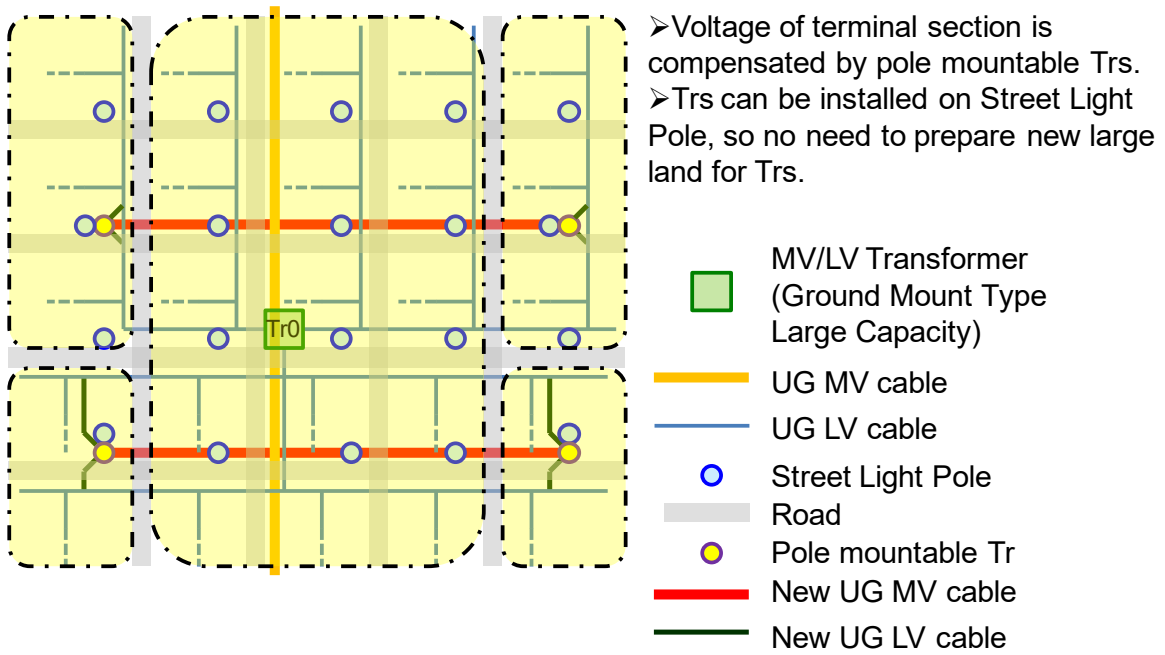 ➢Voltage of terminal section is
compensated by pole mountable Trs.
➢Trs can be installed on Street Light
Pole, so no need to prepare new large
land for Trs.
MV/LV Transformer
(Ground Mount Type
Large Capacity)
Tr0
UG MV cable
UG LV cable
Street Light Pole
Road
Pole mountable Tr
New UG MV cable
New UG LV cable